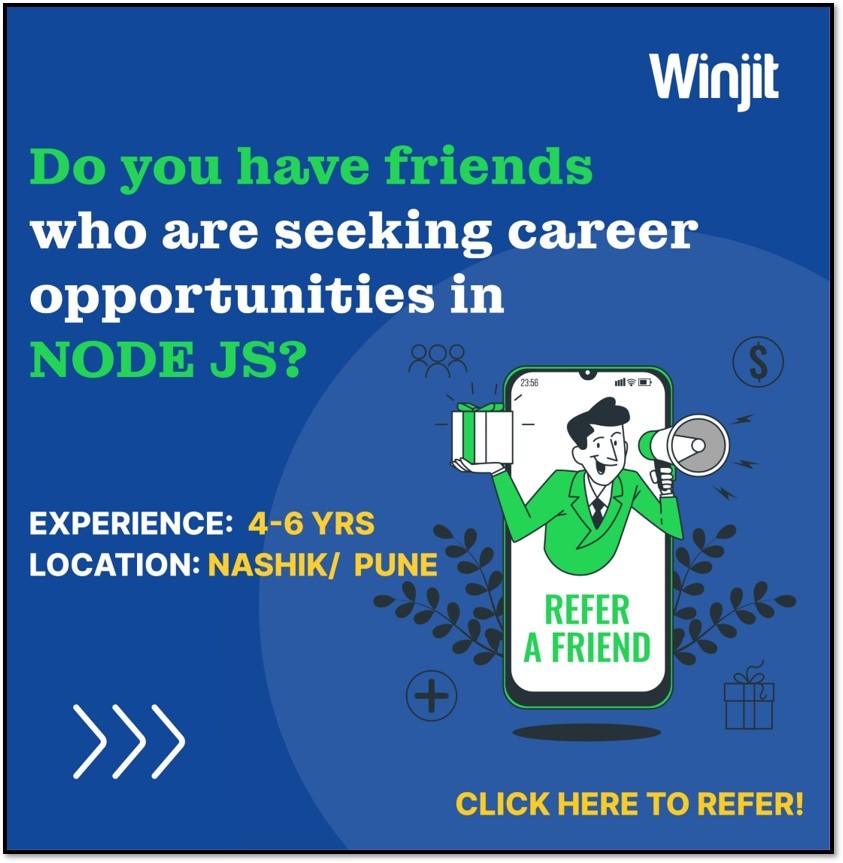 Winjit
Do you have friends
who are seeking career
opportunities in
NODE JS?
23:56
EXPERIENCE: 4-6 YRS
LOCATION: NASHIK/ PUNE
REFER
A FRIEND
CLICK HERE TO REFER!